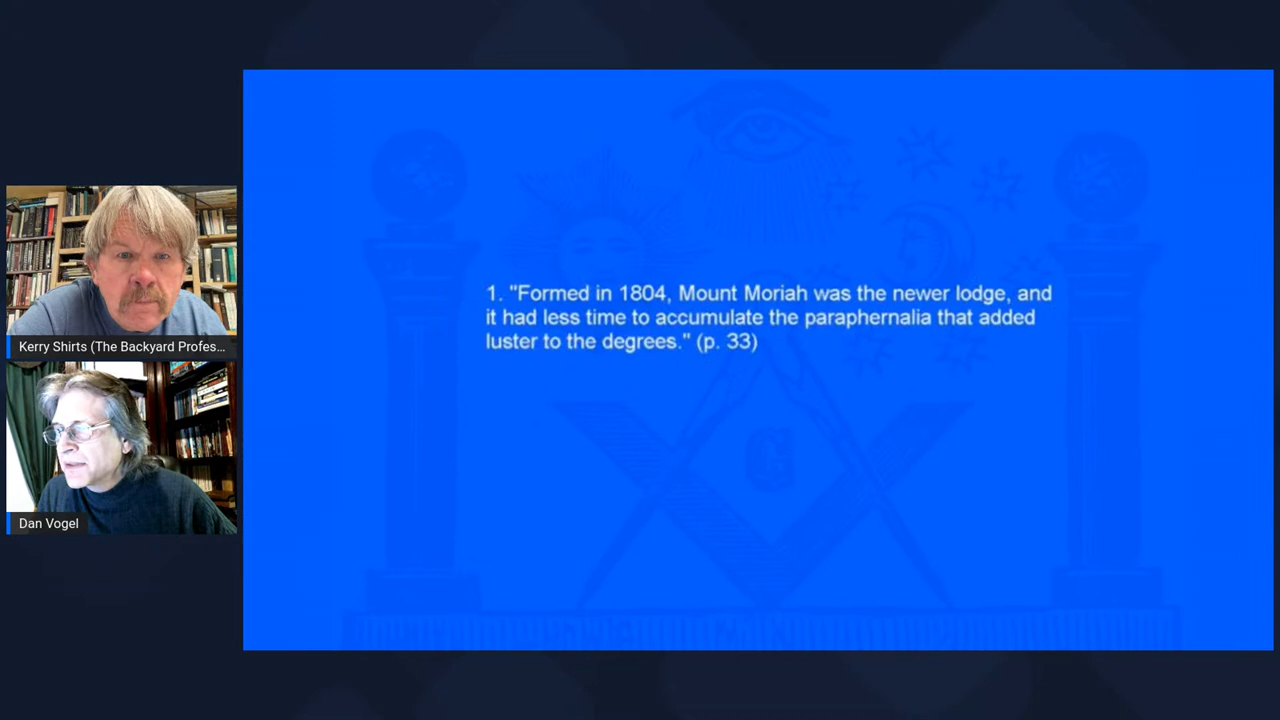 1. "Formed in 1804, Mount Moriah was the newer lodge, and
it had less time to accumulate the paraphernalia that added
luster to the degrees." (p. 33)
G
Kerry Shirts (The Backyard Profes...
Dan Vogel